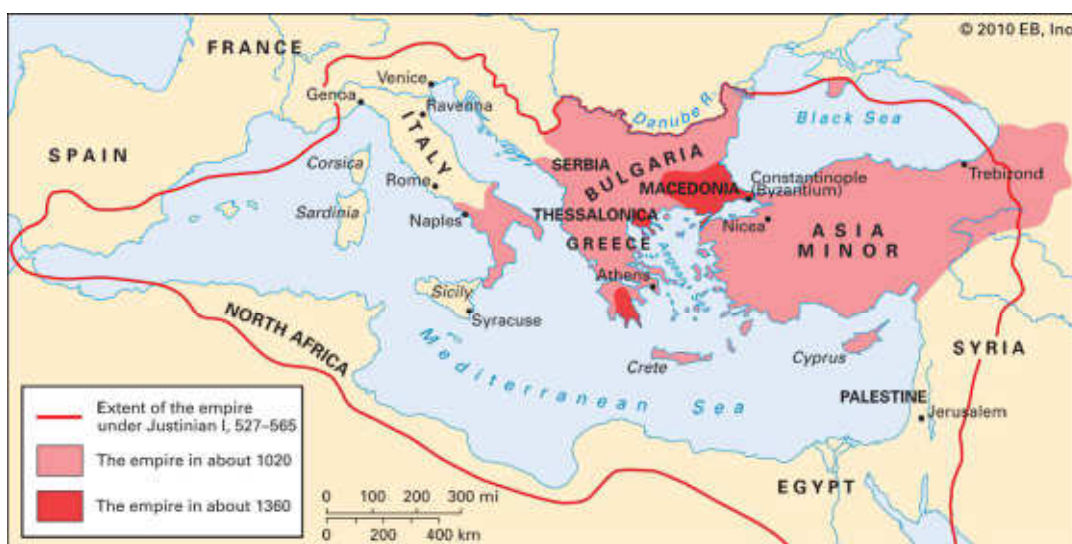 © 2010 EB, Inc
FRANCE
Venice
Genoa
Ravenna
Danube R.
Black Sea
SPAIN
ITALY
Corsica
SERBIA
BULGARIA
Trebizond
Rome
MACEDONIA
Constantinople
(Byzantium)
Sardinia
Naples
THESSALONICA
Nicea
ASIA
MINOR
GREECE
Aegean
Athens
Sicily
Syracuse
NORTH AFRICA
Mediterranean Sea
Crete
Cyprus
SYRIA
PALESTINE
Jerusalem
EGYPT
Extent of the empire
under Justinian I, 527–565
The empire in about 1020
The empire in about 1360
0 100 200 300 mi
0 200 400 km